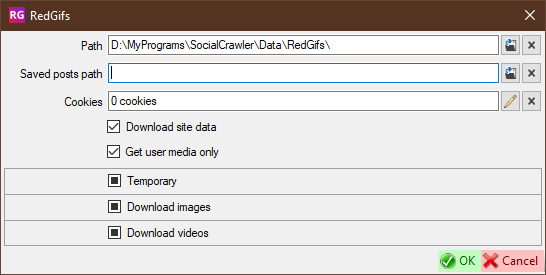 RG RedGifs
Path D:\MyPrograms\SocialCrawler\Data\RedGifs\
Saved posts path
Cookies 0 cookies
Download site data
Get user media only
Temporary
Download images
Download videos
OK Cancel